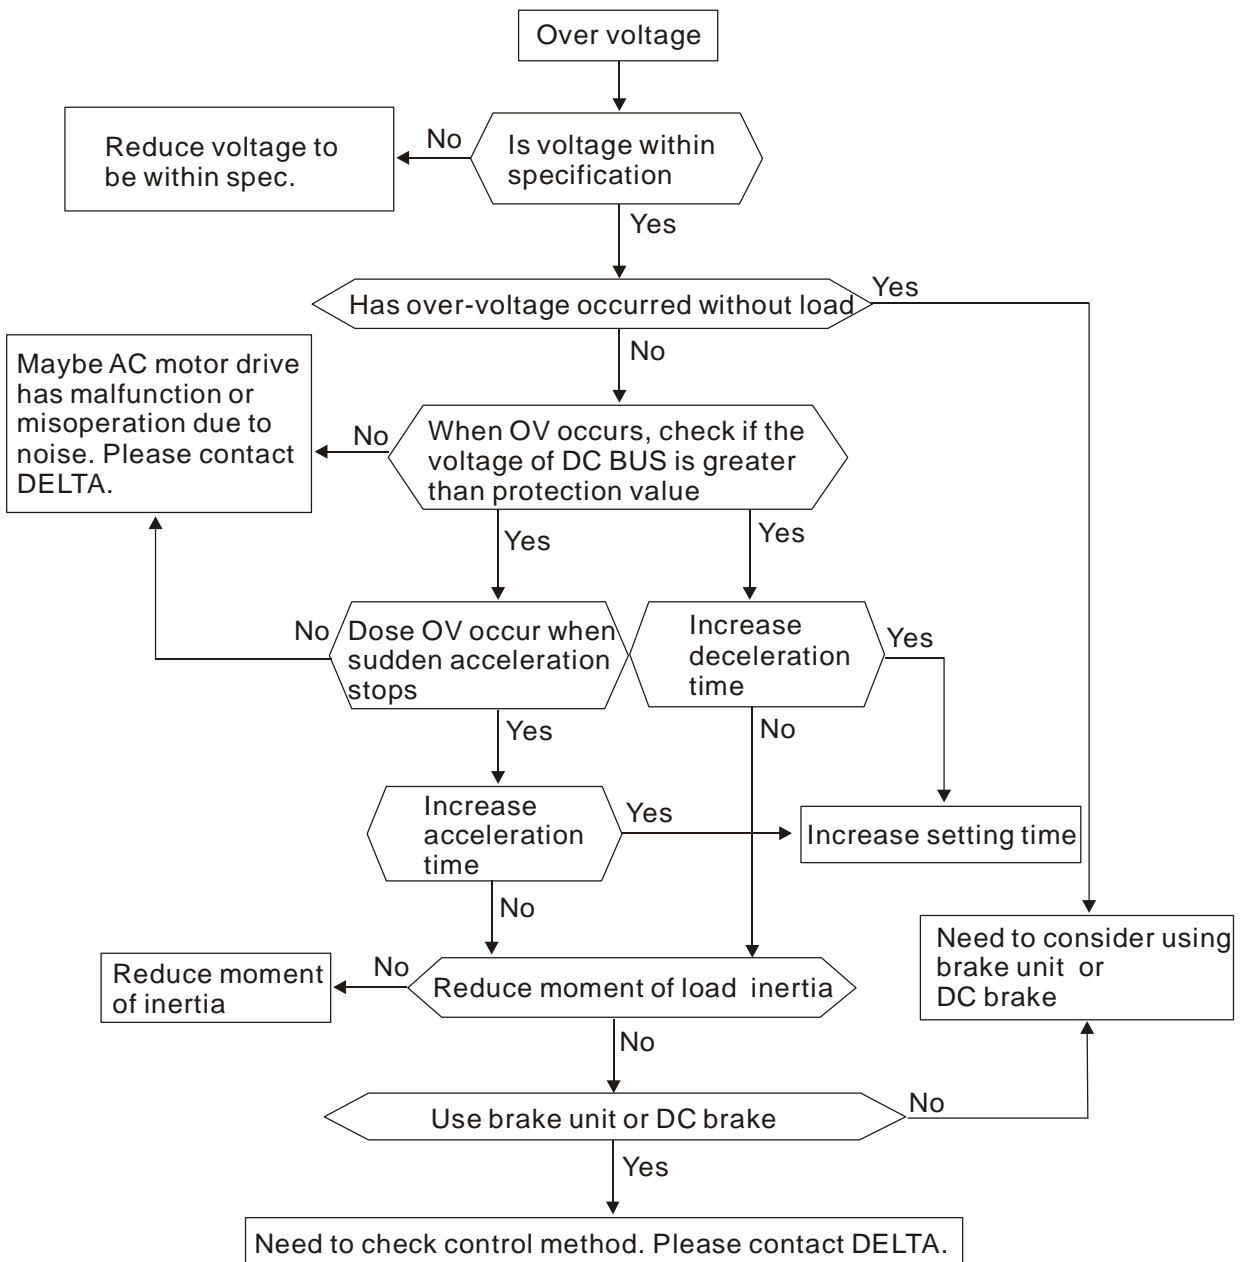 Over voltage
Reduce voltage to
be within spec.
No
Is voltage within
specification
Yes
Has over-voltage occurred without load
Yes
No
Maybe AC motor drive
has malfunction or
misoperation due to
noise. Please contact
DELTA.
No
When OV occurs, check if the
voltage of DC BUS is greater
than protection value
Yes
Yes
No
Dose OV occur when
sudden acceleration
stops
Increase
deceleration
time
Yes
Yes
No
Increase
acceleration
time
Yes
Increase setting time
No
Reduce moment
of inertia
No
Reduce moment of load inertia
Need to consider using
brake unit or
DC brake
No
Use brake unit or DC brake
No
Yes
Need to check control method. Please contact DELTA.